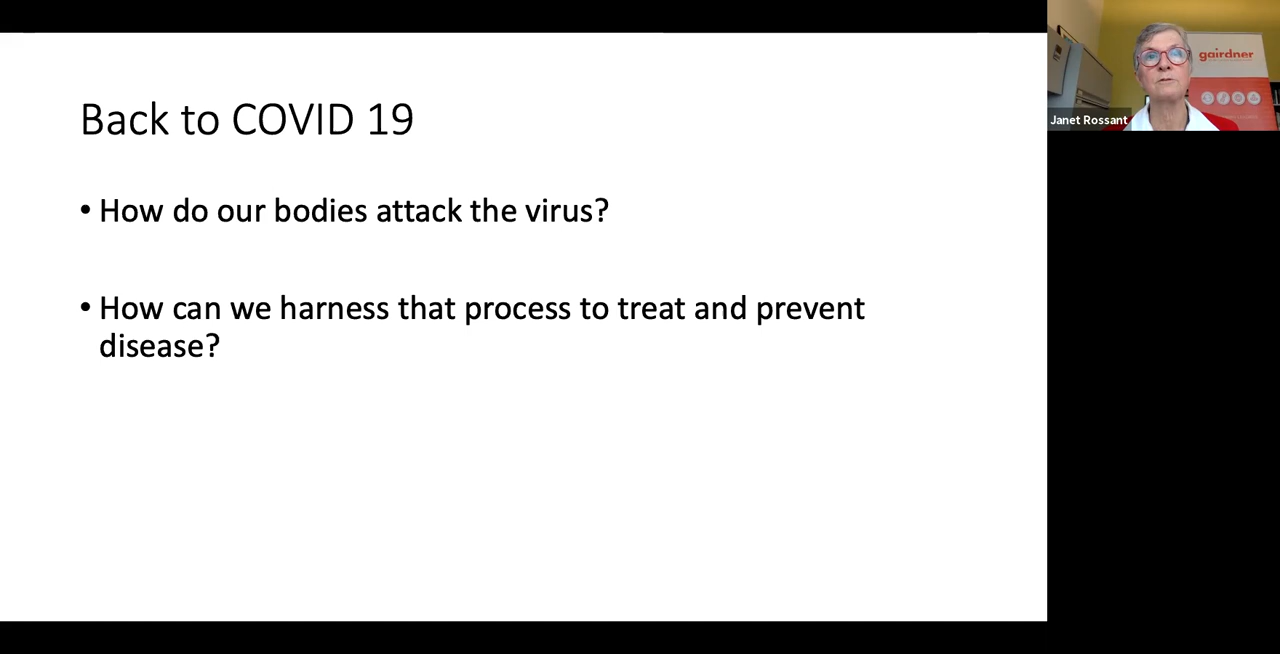 Back to COVID 19
• How do our bodies attack the virus?
• How can we harness that process to treat and prevent
disease?
gairdner
Janet Rossant